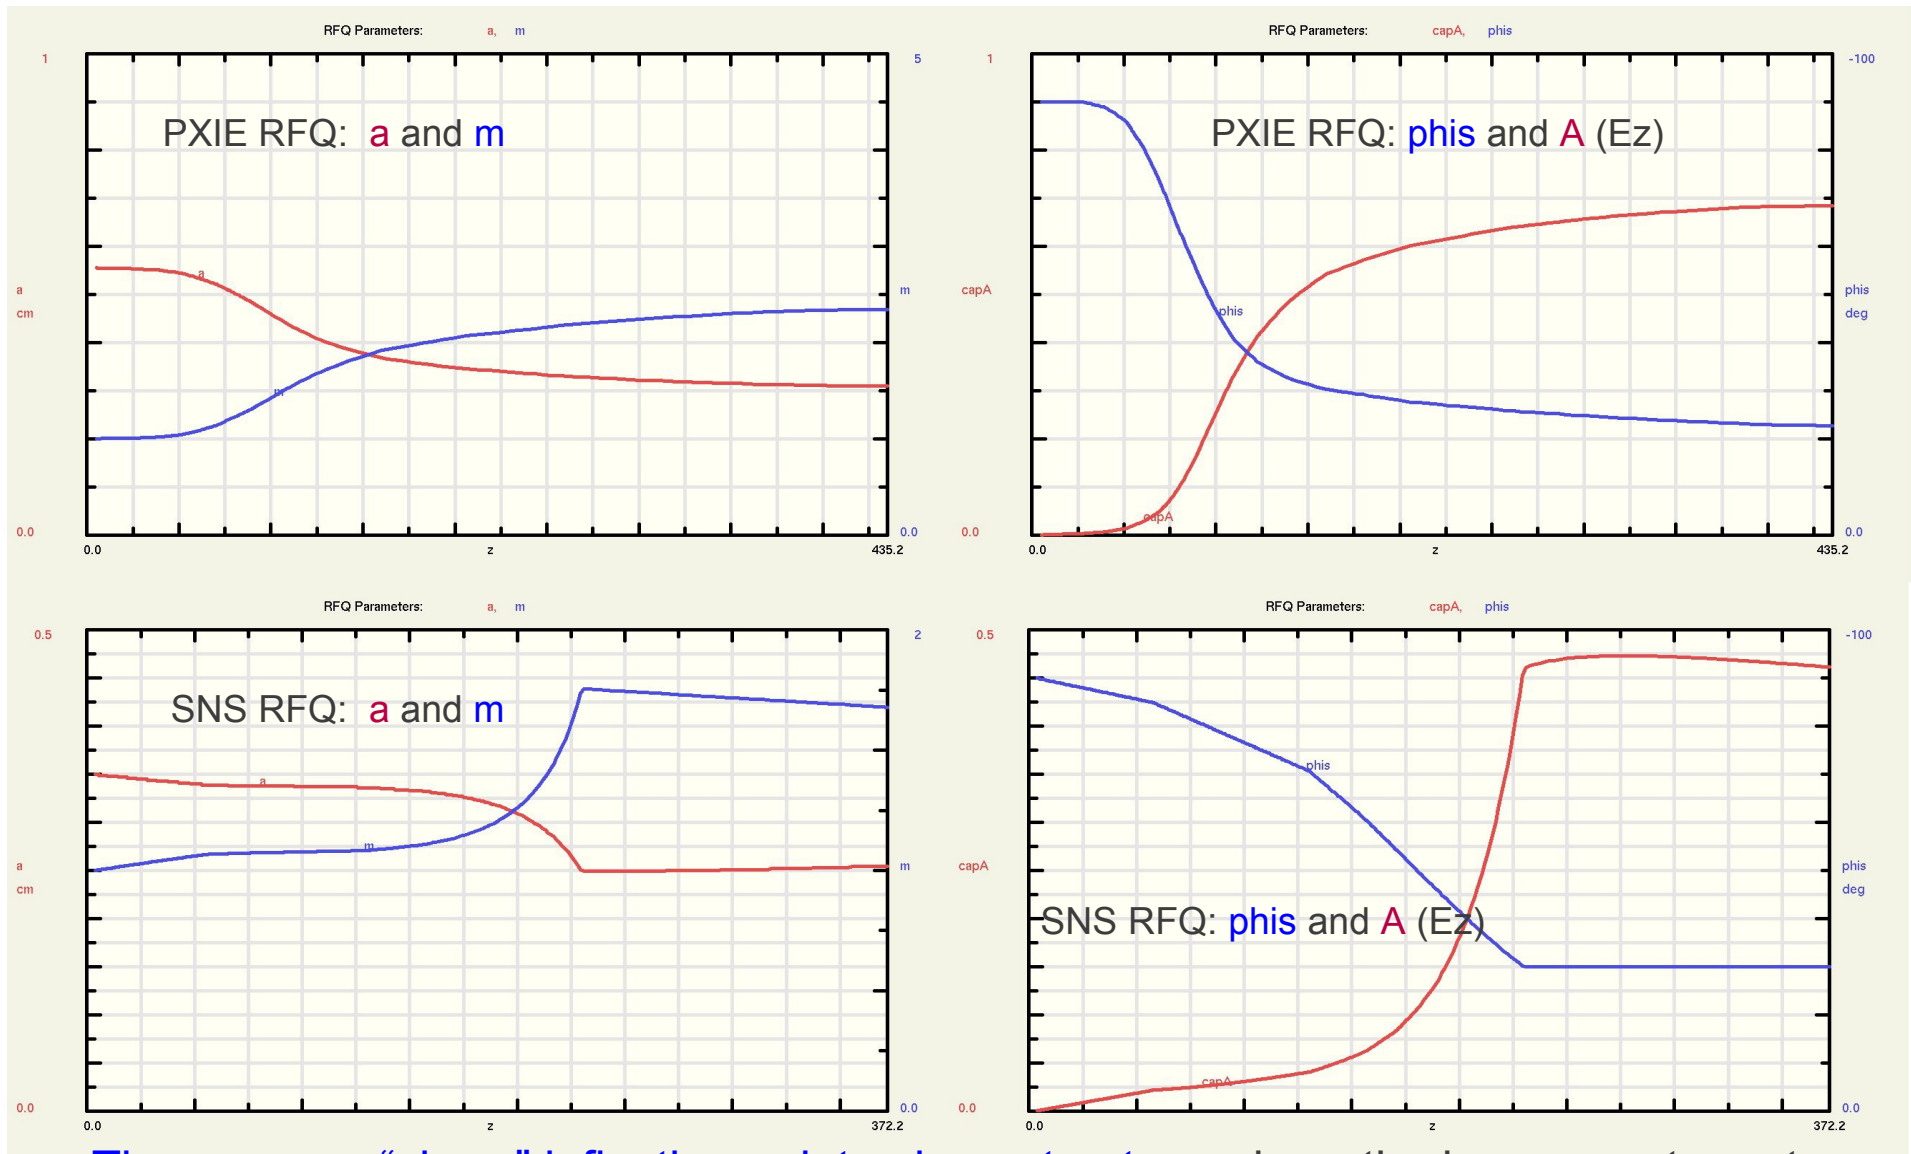 RFQ Parameters: a, m
1
5
PXIE RFQ: a and m
a
a
cm
m
m
0.0
0.0
0.0
z
435.2
RFQ Parameters: capA, phis
1
-100
PXIE RFQ: phis and A (Ez)
capA
phis
phis
deg
capA
0.0
0.0
0.0
z
435.2
RFQ Parameters: a, m
0.5
2
SNS RFQ: a and m
a
m
a
cm
m
0.0
0.0
0.0
z
372.2
RFQ Parameters: capA, phis
0.5
-100
phis
capA
phis
deg
SNS RFQ: phis and A (Ez)
capA
0.0
0.0
0.0
z
372.2